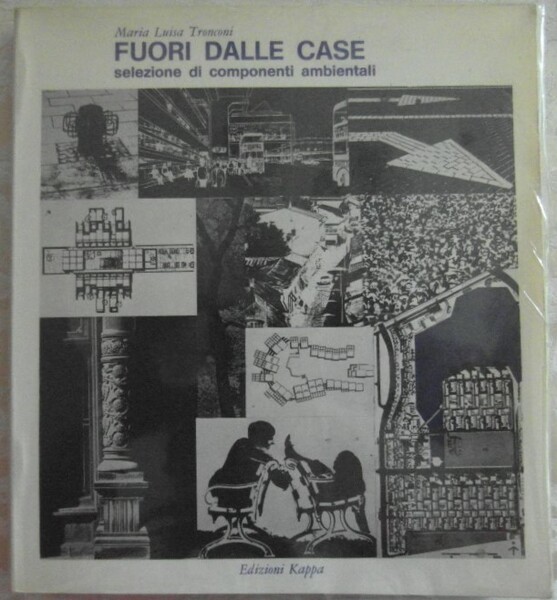 Maria Luisa Tronconi
FUORI DALLE CASE
selezione di componenti ambientali
Edizioni Kappa